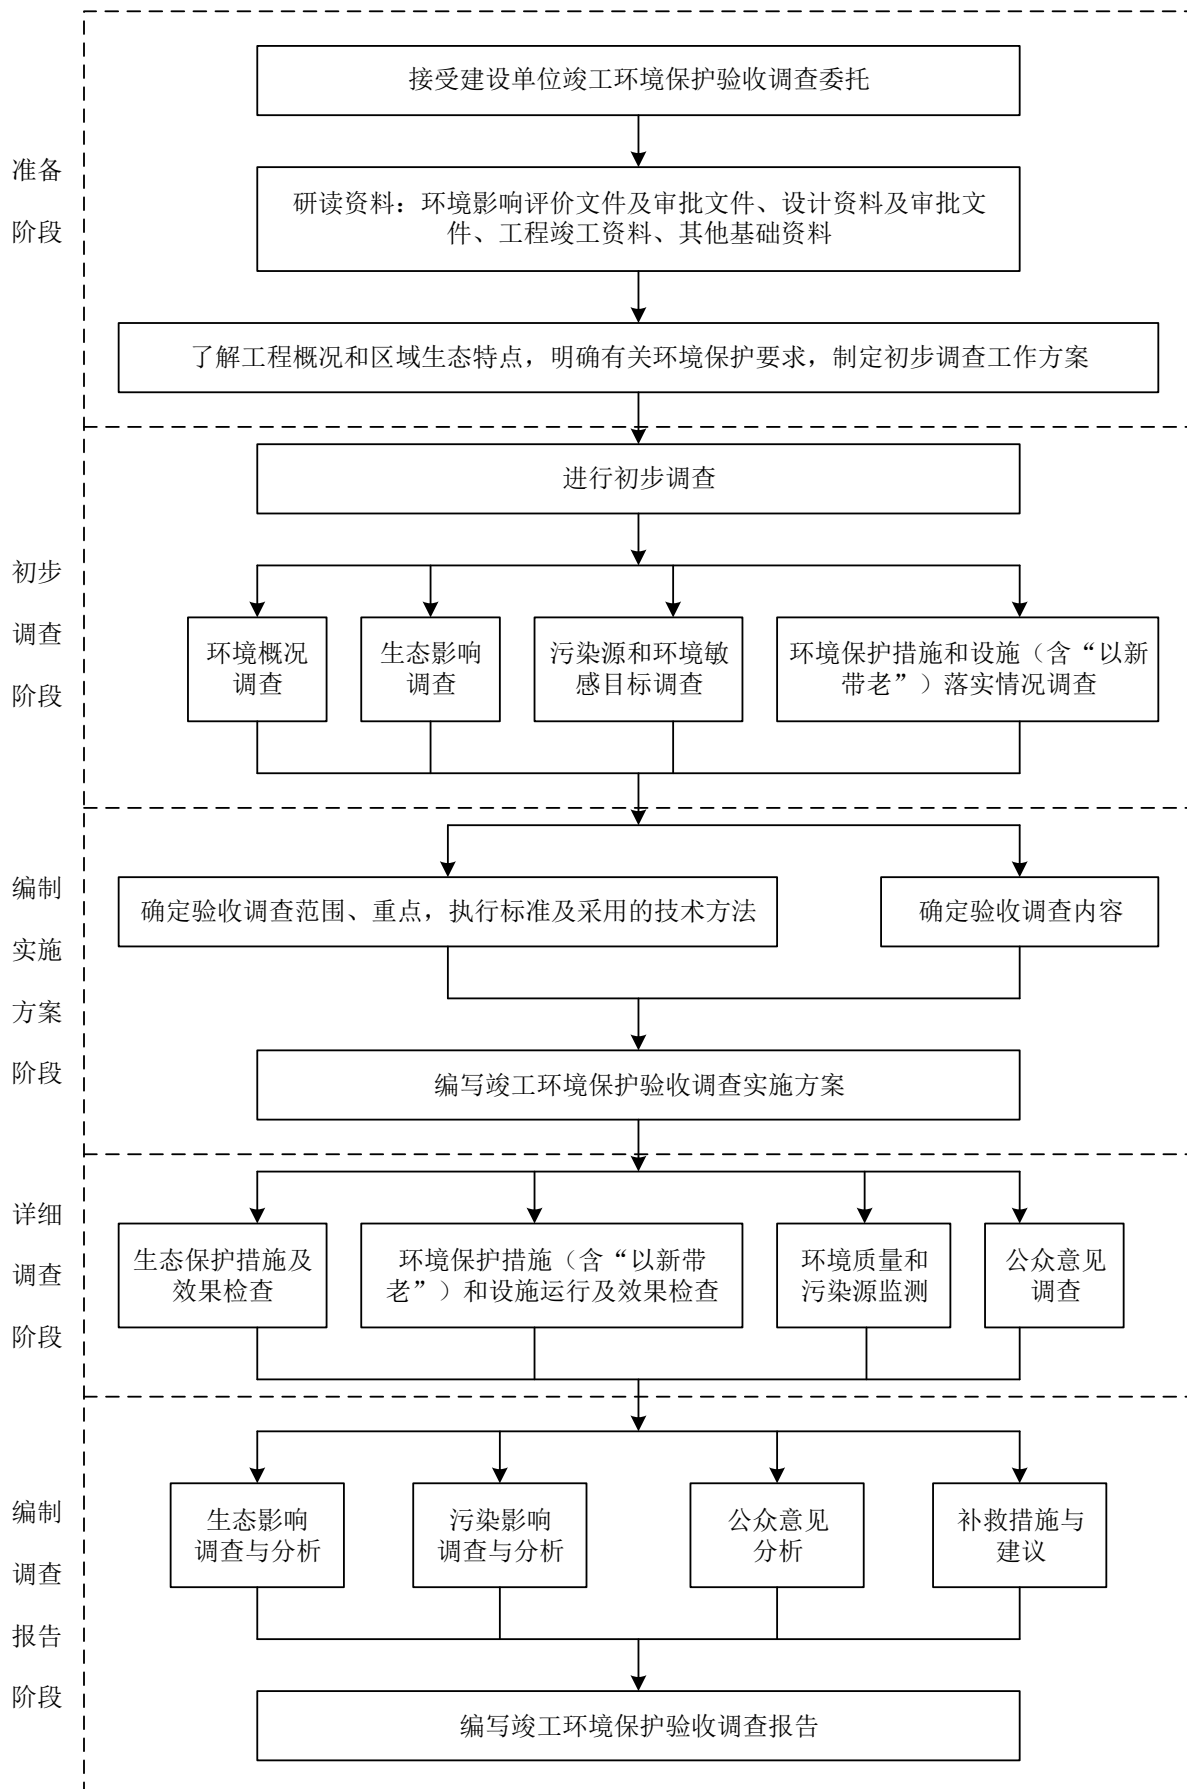 接受建设单位竣工环境保护验收调查委托
准备
阶段
研读资料：环境影响评价文件及审批文件、设计资料及审批文
件、工程竣工资料、其他基础资料
了解工程概况和区域生态特点，明确有关环境保护要求，制定初步调查工作方案
进行初步调查
初步
调查
阶段
环境概况
调查
生态影响
调查
污染源和环境敏
感目标调查
环境保护措施和设施（含“以新
带老”）落实情况调查
编制
实施
方案
阶段
确定验收调查范围、重点，执行标准及采用的技术方法
确定验收调查内容
编写竣工环境保护验收调查实施方案
详细
调查
阶段
生态保护措施及
效果检查
环境保护措施（含“以新带
老”）和设施运行及效果检查
环境质量和
污染源监测
公众意见
调查
编制
调查
报告
阶段
生态影响
调查与分析
污染影响
调查与分析
公众意见
分析
补救措施与
建议
编写竣工环境保护验收调查报告